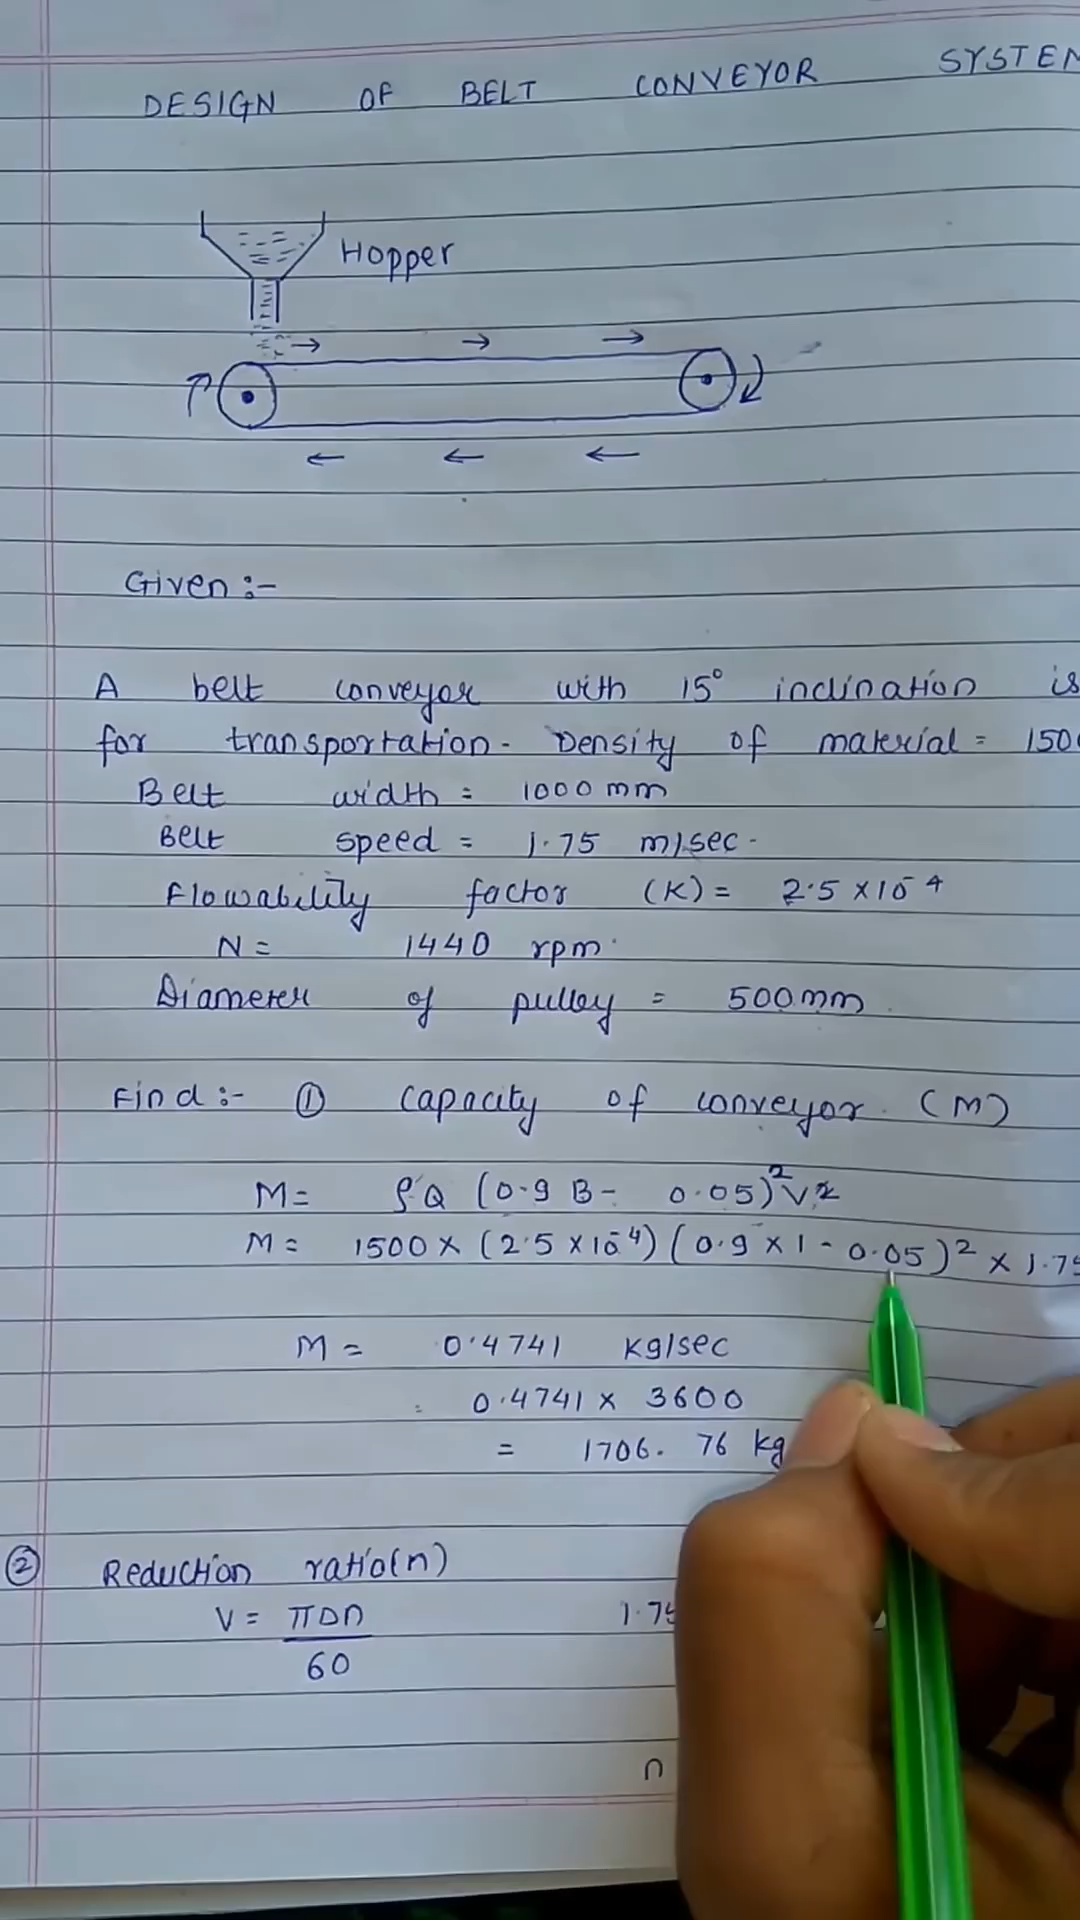 DESIGN OF BELT CONVEYOR SYSTEM
Hopper
Given :-
A belt conveyor with 15° inclination is
for transportation. Density of material = 150
Belt width = 1000 mm
Belt speed = 1.75 m/sec.
Flowability factor (K) = 2.5 × 10⁻⁴
N = 1440 rpm.
Diameter of pulley = 500mm.
Find :- ① Capacity of conveyor. (M)
M = ρQ (0.9 B - 0.05)² V
M = 1500 × (2.5 × 10⁻⁴) (0.9 × 1 - 0.05)² × 1.75
M = 0.4741 kg/sec
= 0.4741 × 3600
= 1706. 76 kg
② Reduction ratio(n)
V = πDn / 60 1.75
n